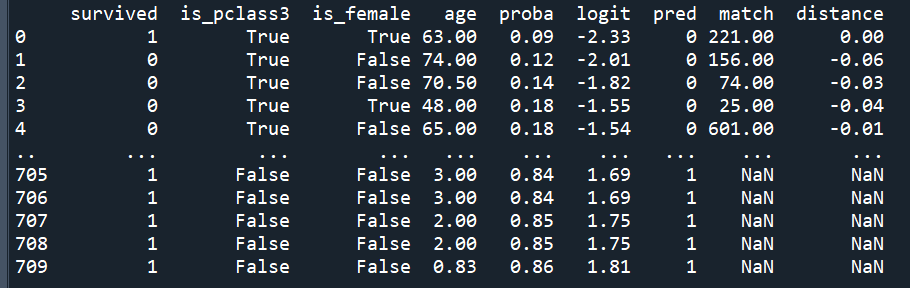 survived is_pclass3 is_female age proba logit pred match distance
0 1 True True 63.00 0.09 -2.33 0 221.00 0.00
1 0 True False 74.00 0.12 -2.01 0 156.00 -0.06
2 0 True False 70.50 0.14 -1.82 0 74.00 -0.03
3 0 True True 48.00 0.18 -1.55 0 25.00 -0.04
4 0 True False 65.00 0.18 -1.54 0 601.00 -0.01
.. ... ... ... ... ... ... ... ... ...
705 1 False False 3.00 0.84 1.69 1 NaN NaN
706 1 False False 3.00 0.84 1.69 1 NaN NaN
707 1 False False 2.00 0.85 1.75 1 NaN NaN
708 1 False False 2.00 0.85 1.75 1 NaN NaN
709 1 False False 0.83 0.86 1.81 1 NaN NaN